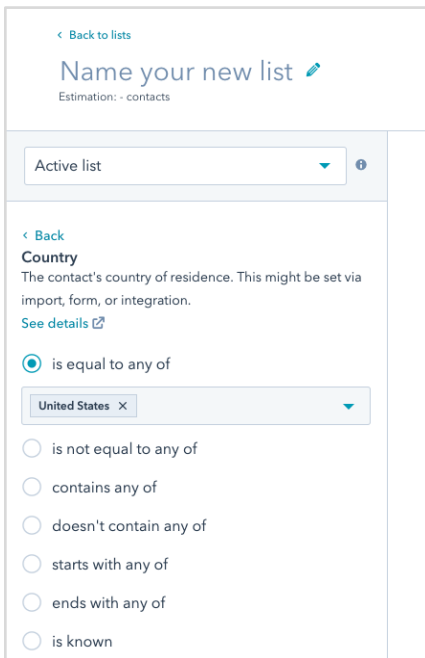 Back to lists
Name your new list
Estimation: - contacts
Active list
Back
Country
The contact's country of residence. This might be set via
import, form, or integration.
See details
is equal to any of
United States ×
is not equal to any of
contains any of
doesn't contain any of
starts with any of
ends with any of
is known